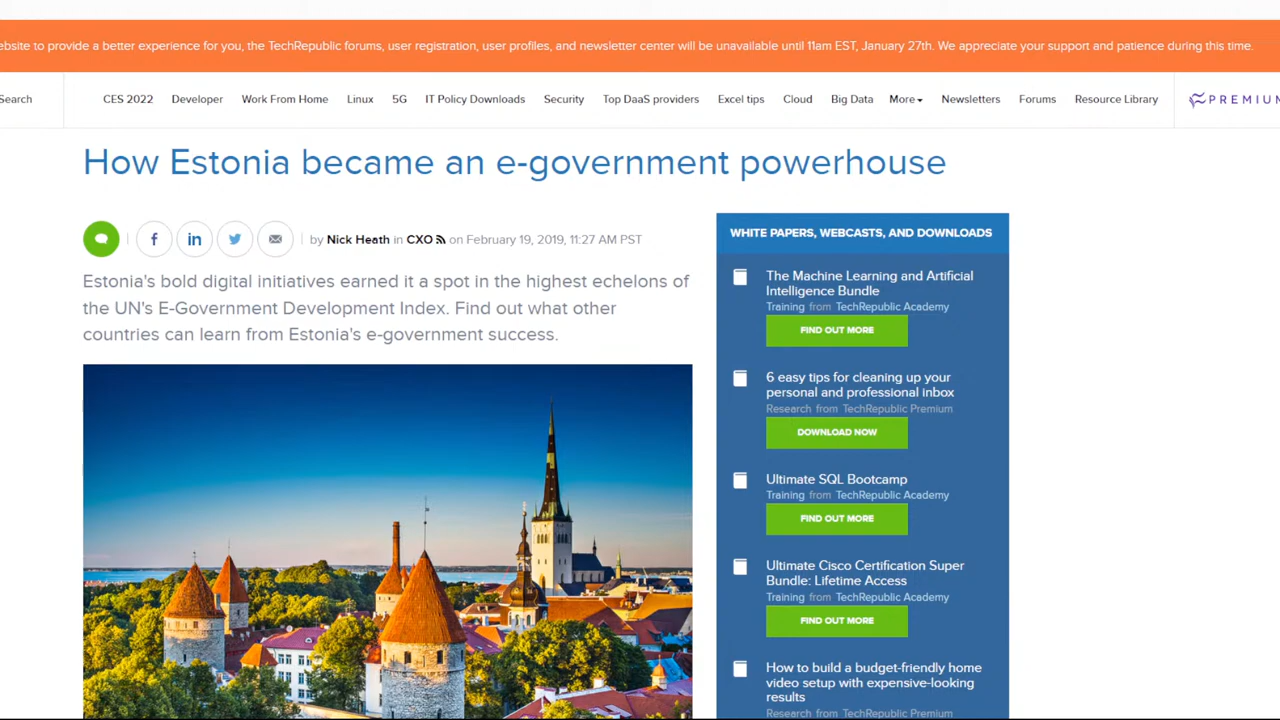 ebsite to provide a better experience for you, the TechRepublic forums, user registration, user profiles, and newsletter center will be unavailable until 11am EST, January 27th. We appreciate your support and patience during this time.
Search CES 2022 Developer Work From Home Linux 5G IT Policy Downloads Security Top DaaS providers Excel tips Cloud Big Data More Newsletters Forums Resource Library PREMIUM
How Estonia became an e-government powerhouse
by Nick Heath in CXO on February 19, 2019, 11:27 AM PST
Estonia's bold digital initiatives earned it a spot in the highest echelons of
the UN's E-Government Development Index. Find out what other
countries can learn from Estonia's e-government success.
WHITE PAPERS, WEBCASTS, AND DOWNLOADS
The Machine Learning and Artificial
Intelligence Bundle
Training from TechRepublic Academy
FIND OUT MORE
6 easy tips for cleaning up your
personal and professional inbox
Research from TechRepublic Premium
DOWNLOAD NOW
Ultimate SQL Bootcamp
Training from TechRepublic Academy
FIND OUT MORE
Ultimate Cisco Certification Super
Bundle: Lifetime Access
Training from TechRepublic Academy
FIND OUT MORE
How to build a budget-friendly home
video setup with expensive-looking
results
Research from TechRepublic Premium